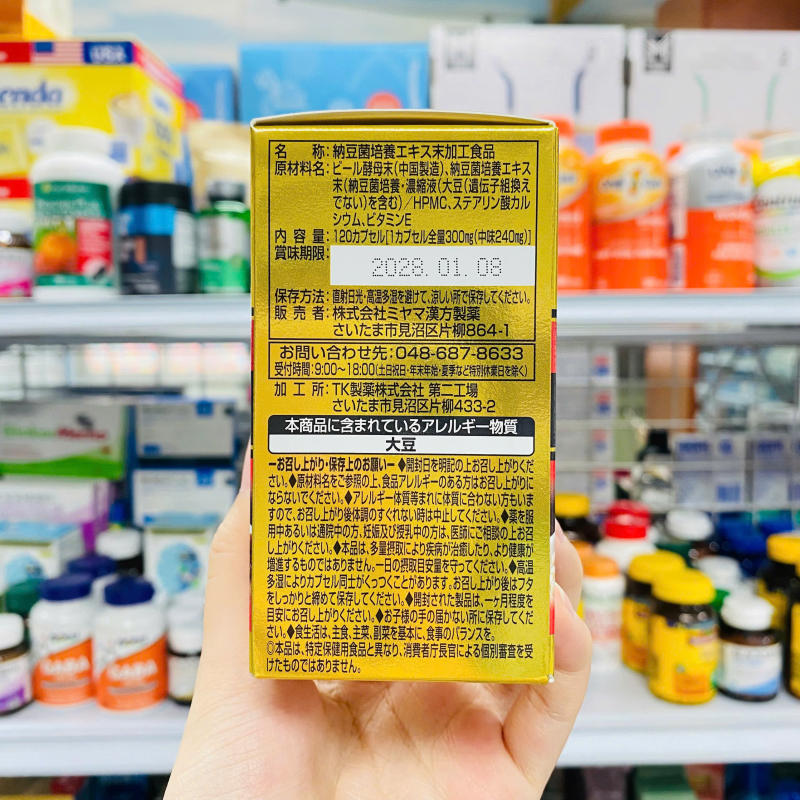 名 称:納豆菌培養エキス末加工食品
原材料名:ビール酵母末(中国製造)、納豆菌培養エキス
末(納豆菌培養・濃縮液(大豆(遺伝子組換え
でない)を含む)/HPMC、ステアリン酸カル
シウム、ビタミンE
内 容 量:120カプセル[1カプセル全量300mg(中味240mg)]
賞味期限:
2028.01.08
保存方法:直射日光・高温多湿を避けて、涼しい所で保存してください。
販 売 者:株式会社ミヤマ漢方製薬
さいたま市見沼区片柳864-1
お問い合わせ先:048-687-8633
受付時間:9:00~18:00(土日祝日・年末年始・夏季など特別休業日を除く)
加 工 所:TK製薬株式会社 第二工場
さいたま市見沼区片柳433-2
本商品に含まれているアレルギー物質
大豆
ーお召し上がり・保存上のお願いー◆開封日を明記の上お召し上がりくだ
さい。◆原材料名をご参照の上、食品アレルギーのある方はお召し上がりに
ならないでください。◆アレルギー体質等まれに体質に合わない方もいま
すので、お召し上がり後体調のすぐれない時は中止してください。◆薬を服
用中あるいは通院中の方、妊娠及び授乳中の方は、医師にご相談の上お召
し上がりください。◆本品は、多量摂取により疾病が治癒したり、より健康が
増進するものではありません。一日の摂取目安量を守ってください。◆高温
多湿によりカプセル同士がくっつくことがあります。お召し上がり後はフタ
をしっかりと締めて保存してください。◆開封された製品は、一ヶ月程度を
目安にお召し上がりください。◆お子様の手の届かない所に保存してくださ
い。◆食生活は、主食、主菜、副菜を基本に、食事のバランスを。
◎本品は、特定保健用食品と異なり、消費者庁長官による個別審査を受
けたものではありません。
USA